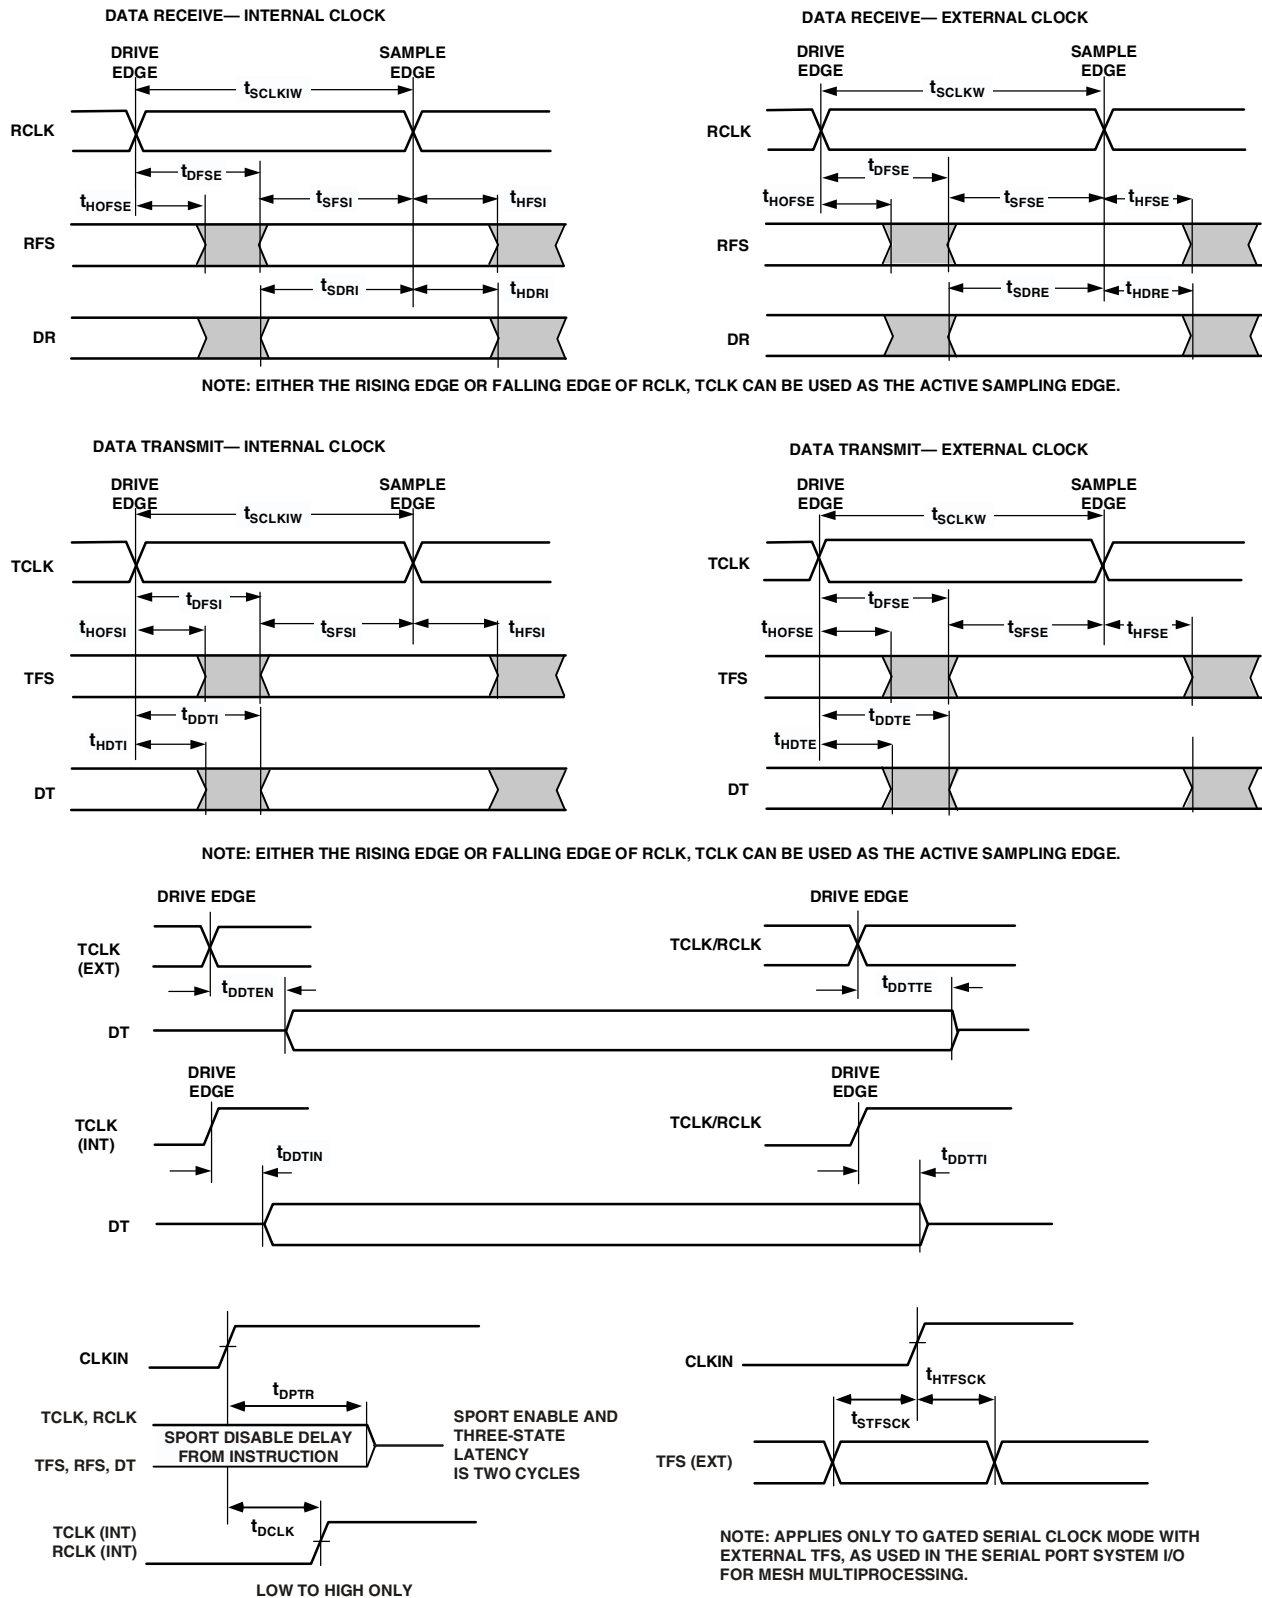 DATA RECEIVE— INTERNAL CLOCK
DRIVE
EDGE
SAMPLE
EDGE
tSCLKIW
RCLK
tDFSE
tHOFSE
tSFSI
tHFSI
RFS
tSDRI
tHDRI
DR
DATA RECEIVE— EXTERNAL CLOCK
DRIVE
EDGE
SAMPLE
EDGE
tSCLKW
RCLK
tDFSE
tHOFSE
tSFSE
tHFSE
RFS
tSDRE
tHDRE
DR
NOTE: EITHER THE RISING EDGE OR FALLING EDGE OF RCLK, TCLK CAN BE USED AS THE ACTIVE SAMPLING EDGE.
DATA TRANSMIT— INTERNAL CLOCK
DRIVE
EDGE
SAMPLE
EDGE
tSCLKIW
TCLK
tDFSI
tHOFSI
tSFSI
tHFSI
TFS
tDDTI
tHDTI
DT
DATA TRANSMIT— EXTERNAL CLOCK
DRIVE
EDGE
SAMPLE
EDGE
tSCLKW
TCLK
tDFSE
tHOFSE
tSFSE
tHFSE
TFS
tDDTE
tHDTE
DT
NOTE: EITHER THE RISING EDGE OR FALLING EDGE OF RCLK, TCLK CAN BE USED AS THE ACTIVE SAMPLING EDGE.
DRIVE EDGE
DRIVE EDGE
TCLK
(EXT)
TCLK/RCLK
tDDTEN
tDDTTE
DT
DRIVE
EDGE
DRIVE
EDGE
TCLK
(INT)
TCLK/RCLK
tDDTIN
tDDTTI
DT
CLKIN
tDPTR
TCLK, RCLK
SPORT DISABLE DELAY
FROM INSTRUCTION
TFS, RFS, DT
SPORT ENABLE AND
THREE-STATE
LATENCY
IS TWO CYCLES
tDCLK
TCLK (INT)
RCLK (INT)
LOW TO HIGH ONLY
CLKIN
tHTFSCK
tSTFSCK
TFS (EXT)
NOTE: APPLIES ONLY TO GATED SERIAL CLOCK MODE WITH
EXTERNAL TFS, AS USED IN THE SERIAL PORT SYSTEM I/O
FOR MESH MULTIPROCESSING.